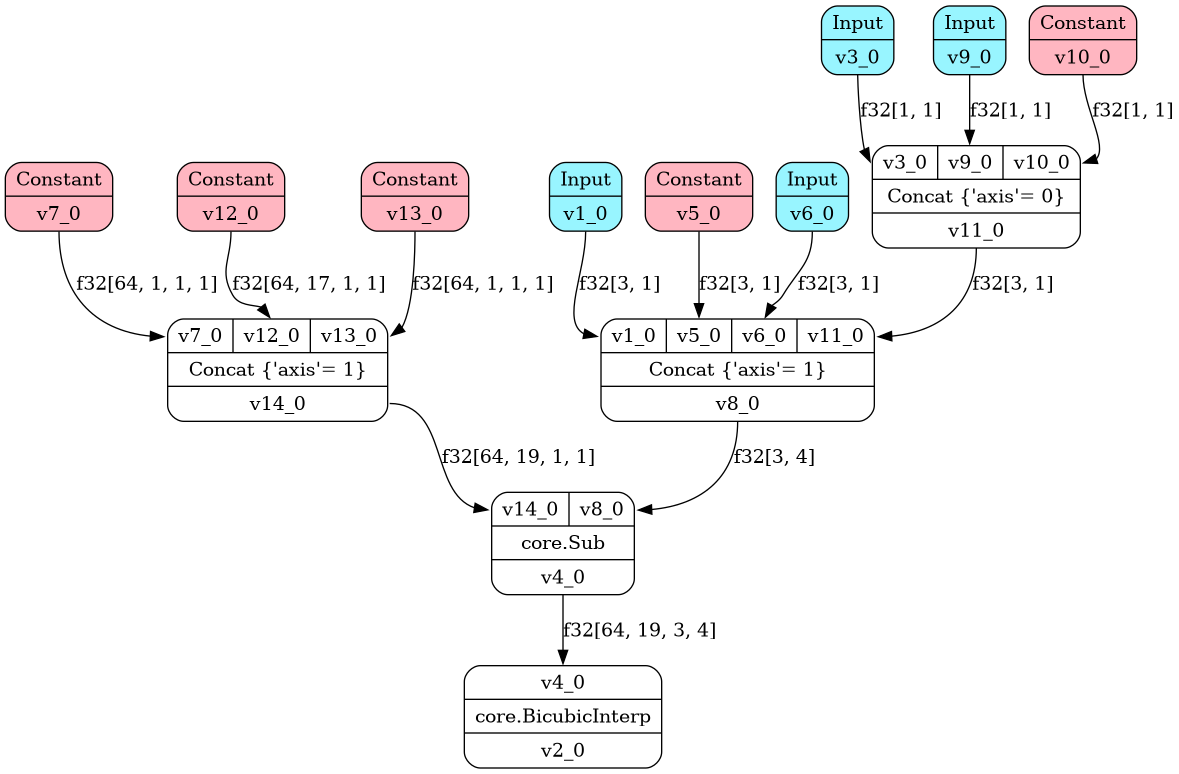 Input
v3_0
Input
v9_0
Constant
v10_0
f32[1, 1]
f32[1, 1]
f32[1, 1]
Constant
v7_0
Constant
v12_0
Constant
v13_0
Input
v1_0
Constant
v5_0
Input
v6_0
v3_0
v9_0
v10_0
Concat {'axis'= 0}
v11_0
f32[64, 1, 1, 1]
f32[64, 17, 1, 1]
f32[64, 1, 1, 1]
f32[3, 1]
f32[3, 1]
f32[3, 1]
f32[3, 1]
v7_0
v12_0
v13_0
Concat {'axis'= 1}
v14_0
v1_0
v5_0
v6_0
v11_0
Concat {'axis'= 1}
v8_0
f32[64, 19, 1, 1]
f32[3, 4]
v14_0
v8_0
core.Sub
v4_0
f32[64, 19, 3, 4]
v4_0
core.BicubicInterp
v2_0